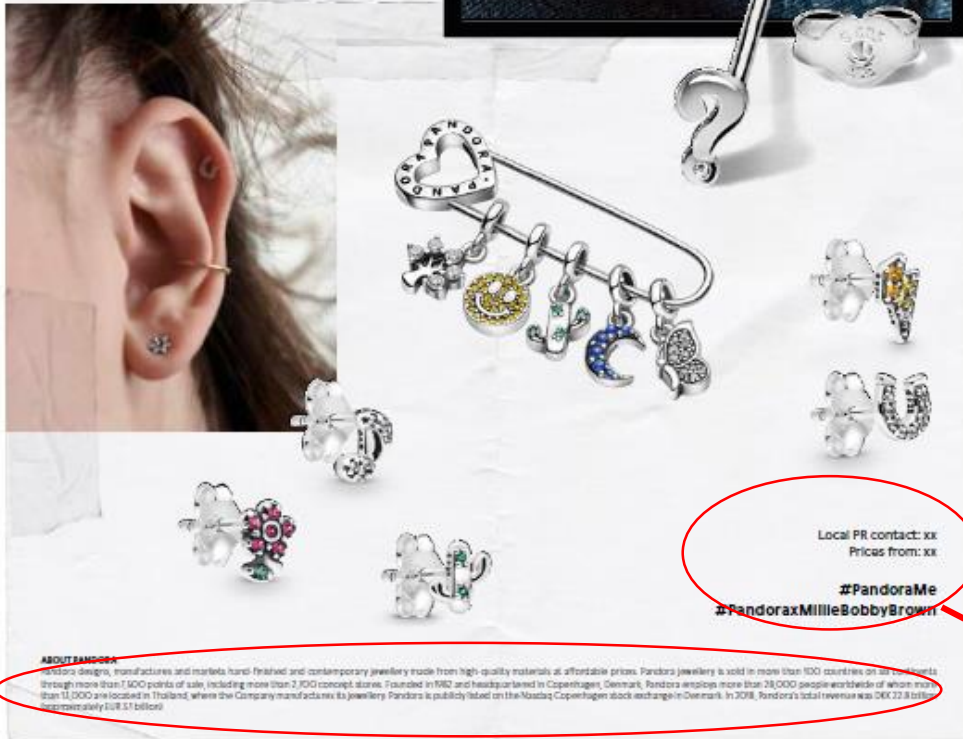 PANDORA PANDORA
Local PR contact: xx
Prices from: xx
#PandoraMe
#PandoraxMillieBobbyBrown
ABOUT PANDORA
Pandora designs, manufactures and markets hand-finished and contemporary jewellery made from high-quality materials at affordable prices. Pandora jewellery is sold in more than 100 countries on six continents
through more than 7,400 points of sale, including more than 2,700 concept stores. Founded in 1982 and headquartered in Copenhagen, Denmark, Pandora employs more than 28,000 people worldwide of whom more
than 13,000 are located in Thailand, where the Company manufactures its jewellery. Pandora is publicly listed on the Nasdaq Copenhagen stock exchange in Denmark. In 2018, Pandora's total revenue was DKK 22.8 billion
(approximately EUR 3.1 billion)